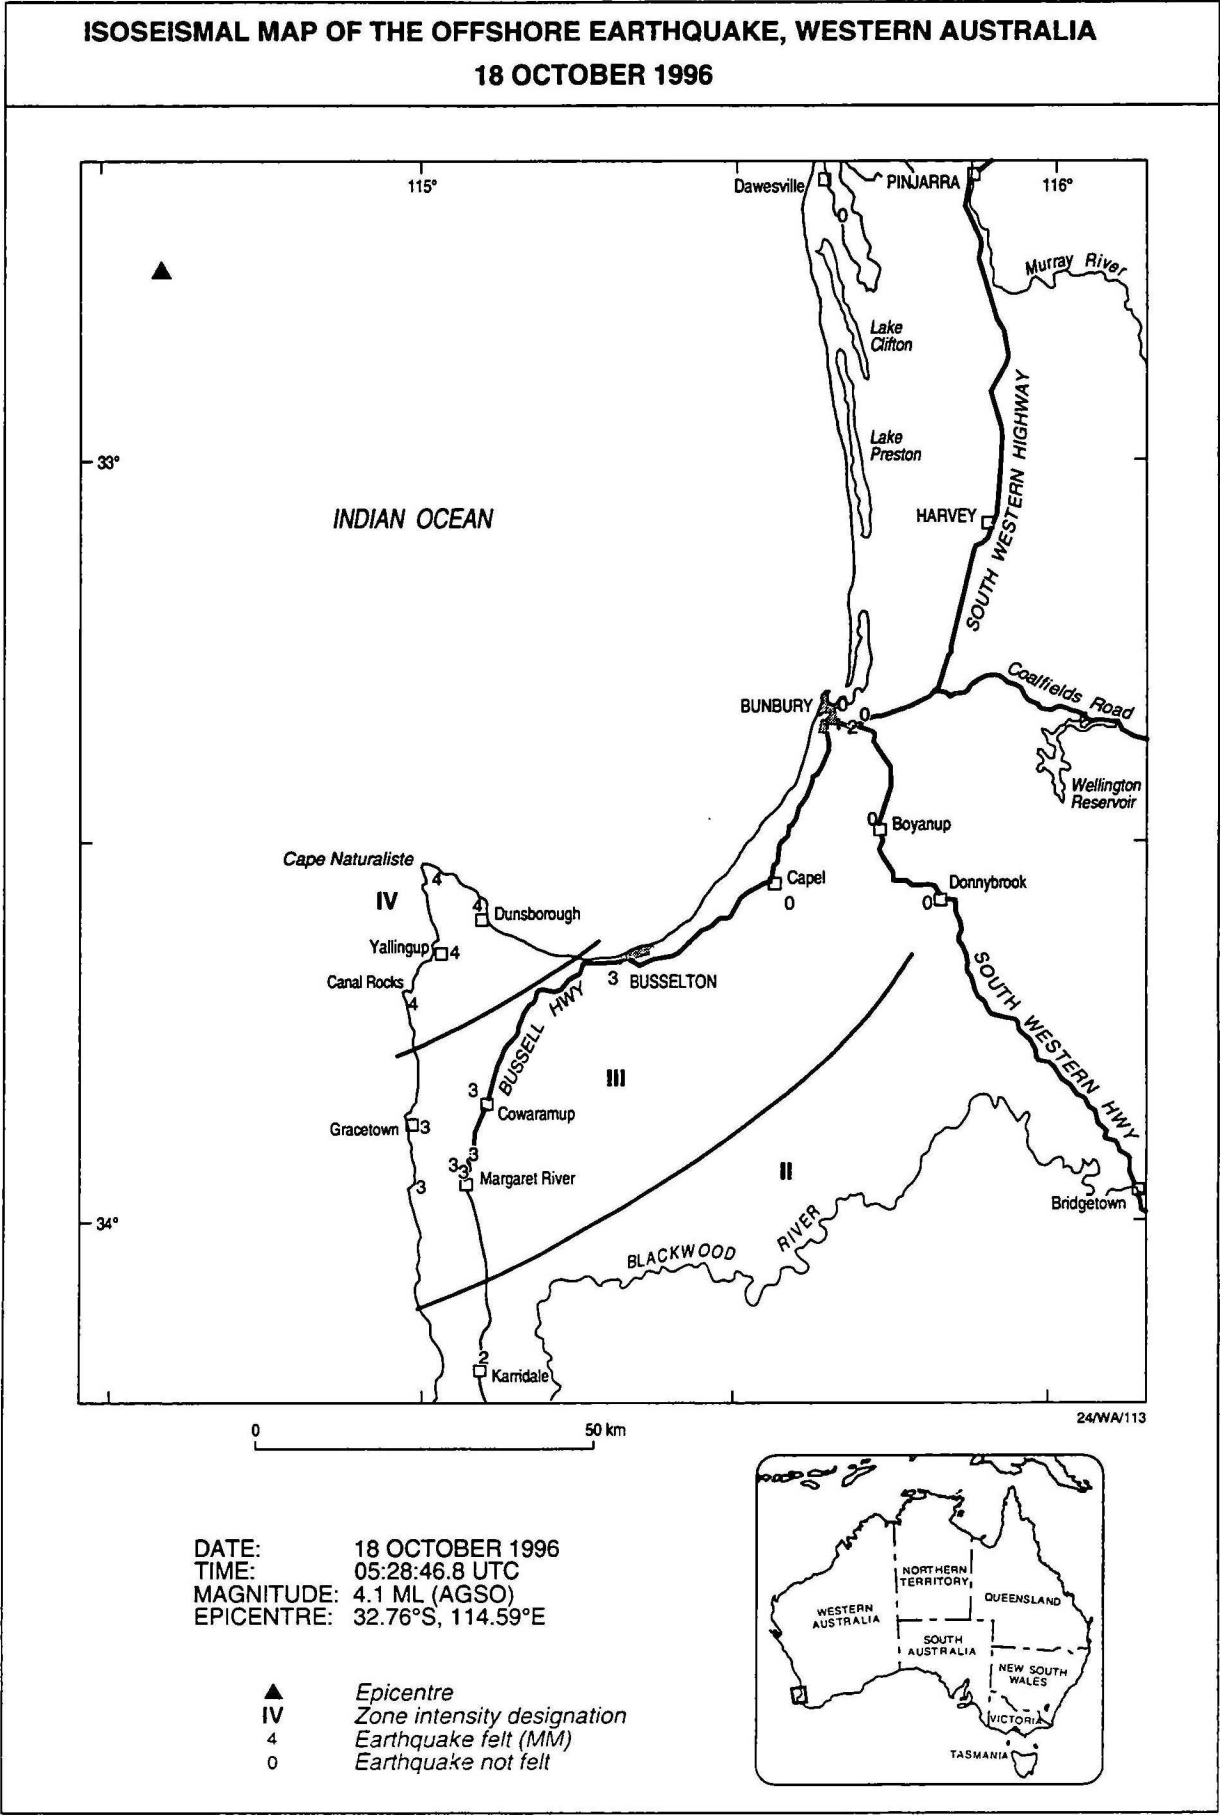 ISOSEISMAL MAP OF THE OFFSHORE EARTHQUAKE, WESTERN AUSTRALIA
18 OCTOBER 1996
115°
Dawesville
PINJARRA
116°
0
Murray River
Lake
Clifton
33°
Lake
Preston
INDIAN OCEAN
HARVEY
SOUTH WESTERN HIGHWAY
Coalfields Road
BUNBURY
0
0
2
Wellington
Reservoir
0
Boyanup
Cape Naturaliste
4
IV
Capel
0
Donnybrook
0
4
Dunsborough
Yallingup
4
Canal Rocks
4
3
BUSSELTON
SOUTH WESTERN HWY
BUSSELL HWY
III
3
Cowaramup
Gracetown
3
3
3
3
Margaret River
3
II
Bridgetown
34°
BLACKWOOD RIVER
2
Karridale
24/WA/113
0
50 km
DATE: 18 OCTOBER 1996
TIME: 05:28:46.8 UTC
MAGNITUDE: 4.1 ML (AGSO)
EPICENTRE: 32.76°S, 114.59°E
Epicentre
IV Zone intensity designation
4 Earthquake felt (MM)
0 Earthquake not felt
NORTHERN
TERRITORY
QUEENSLAND
WESTERN
AUSTRALIA
SOUTH
AUSTRALIA
NEW SOUTH
WALES
VICTORIA
TASMANIA